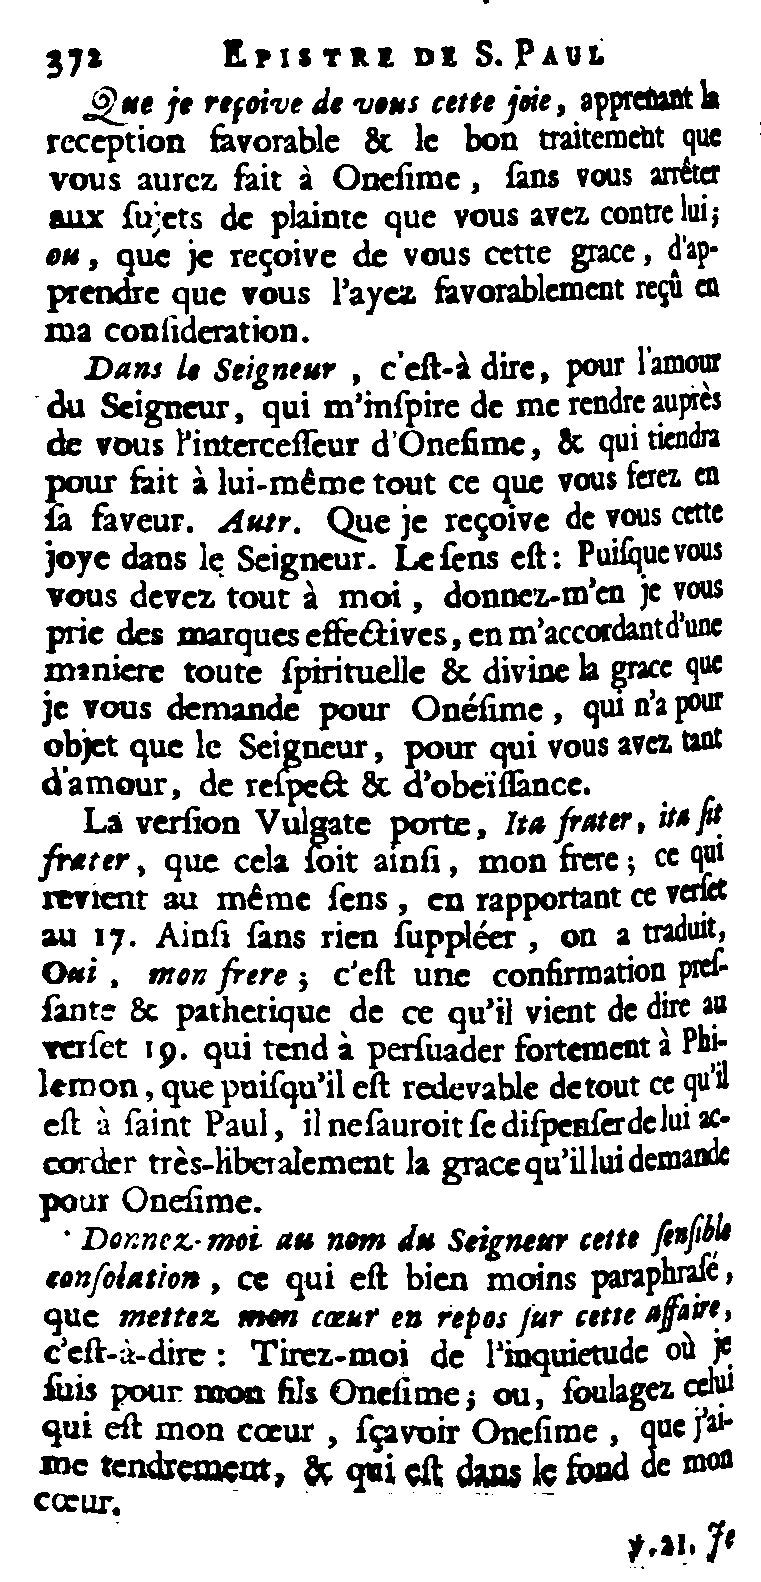 372 EPISTRE DE S. PAUL
Que je reçoive de vous cette joie, apprenant la
reception favorable & le bon traitement que
vous aurez fait à Onesime, ſans vous arrêter
aux ſujets de plainte que vous avez contre lui;
ou, que je reçoive de vous cette grace, d'ap-
prendre que vous l'ayez favorablement reçû en
ma conſideration.
Dans le Seigneur, c'eſt-à dire, pour l'amour
du Seigneur, qui m'inſpire de me rendre auprès
de vous l'interceſſeur d'Oneſime, & qui tiendra
pour fait à lui-même tout ce que vous ferez en
ſa faveur. Autr. Que je reçoive de vous cette
joye dans le Seigneur. Le ſens eſt: Puiſque vous
vous devez tout à moi, donnez-m'en je vous
prie des marques effectives, en m'accordant d'une
maniere toute ſpirituelle & divine la grace que
je vous demande pour Onéſime, qui n'a pour
objet que le Seigneur, pour qui vous avez tant
d'amour, de reſpect & d'obeïſſance.
La verſion Vulgate porte, Ita frater, ita ſit
frater, que cela ſoit ainſi, mon frere; ce qui
revient au même ſens, en rapportant ce verſet
au 17. Ainſi ſans rien ſuppléer, on a traduit,
Oui, mon frere; c'eſt une confirmation preſ-
ſante & pathetique de ce qu'il vient de dire au
verſet 19. qui tend à perſuader fortement à Phi-
lemon, que puiſqu'il eſt redevable de tout ce qu'il
eſt à ſaint Paul, il ne ſauroit ſe diſpenſer de lui ac-
corder très-liberalement la grace qu'il lui demande
pour Oneſime.
Donnez-moi au nom du Seigneur cette ſenſible
conſolation, ce qui eſt bien moins paraphraſé,
que mettez mon cœur en repos ſur cette affaire,
c'eſt-à-dire: Tirez-moi de l'inquietude où je
ſuis pour mon fils Oneſime; ou, ſoulagez celui
qui eſt mon cœur, ſçavoir Oneſime, que j'ai-
me tendrement, & qui eſt dans le fond de mon
cœur.
℣.21. Je